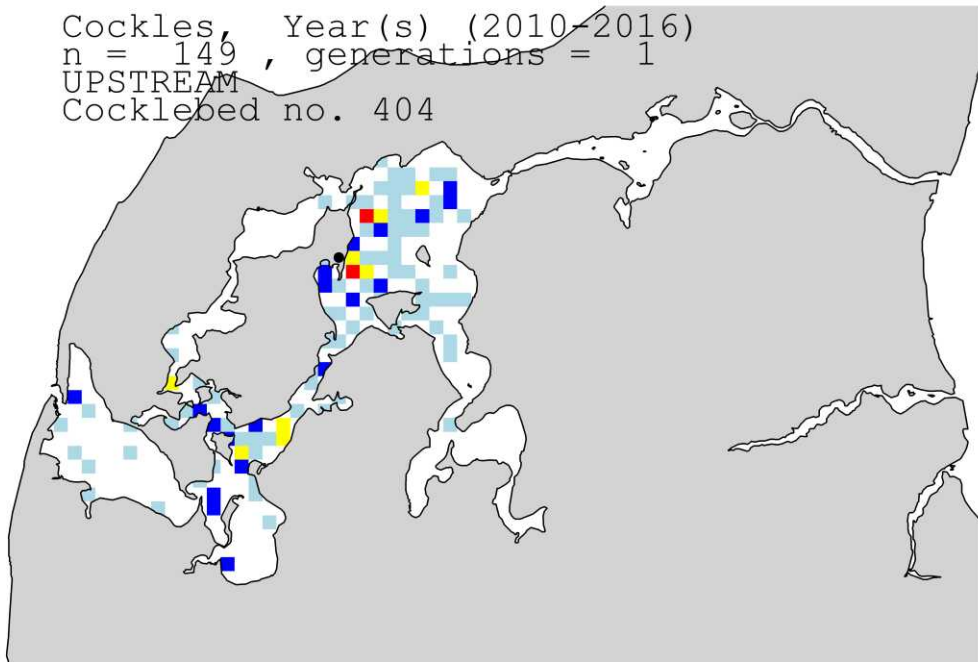 Cockles, Year(s) (2010-2016)
n = 149 , generations = 1
UPSTREAM
Cocklebed no. 404